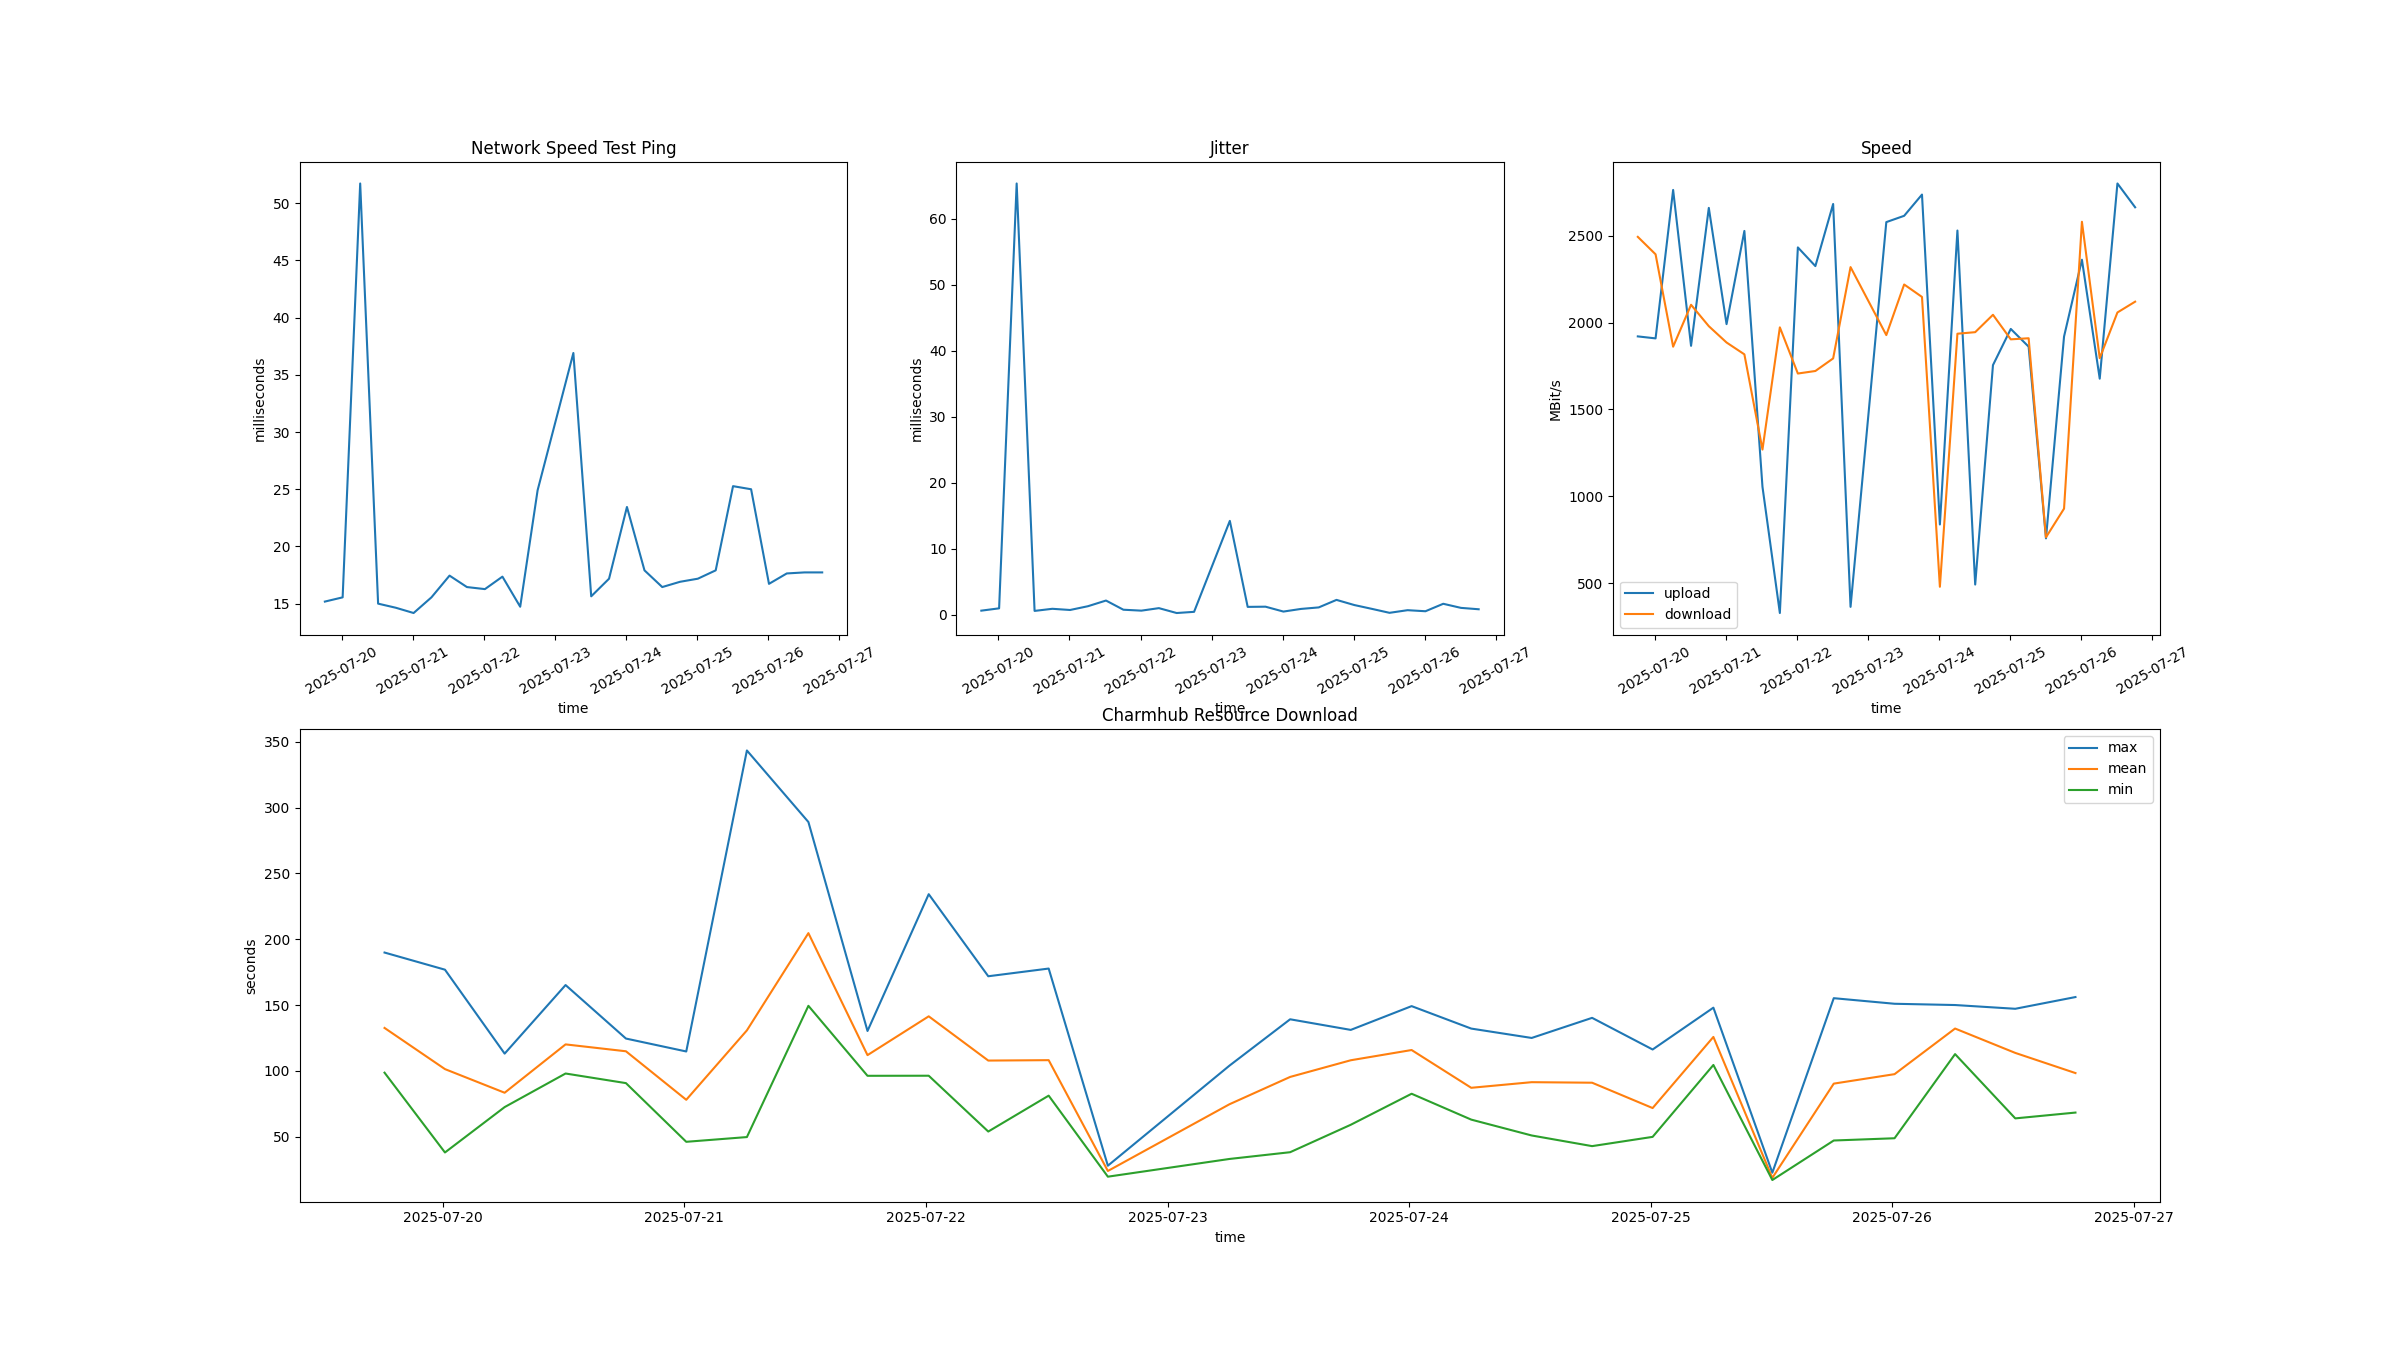 Network Speed Test Ping
50
45
40
35
30
25
20
15
milliseconds
2025-07-20 2025-07-21 2025-07-22 2025-07-23 2025-07-24 2025-07-25 2025-07-26 2025-07-27
time
Jitter
60
50
40
30
20
10
0
milliseconds
2025-07-20 2025-07-21 2025-07-22 2025-07-23 2025-07-24 2025-07-25 2025-07-26 2025-07-27
time
Speed
2500
2000
1500
1000
500
MBit/s
upload
download
2025-07-20 2025-07-21 2025-07-22 2025-07-23 2025-07-24 2025-07-25 2025-07-26 2025-07-27
time
Charmhub Resource Download
350
300
250
200
150
100
50
seconds
max
mean
min
2025-07-20 2025-07-21 2025-07-22 2025-07-23 2025-07-24 2025-07-25 2025-07-26 2025-07-27
time